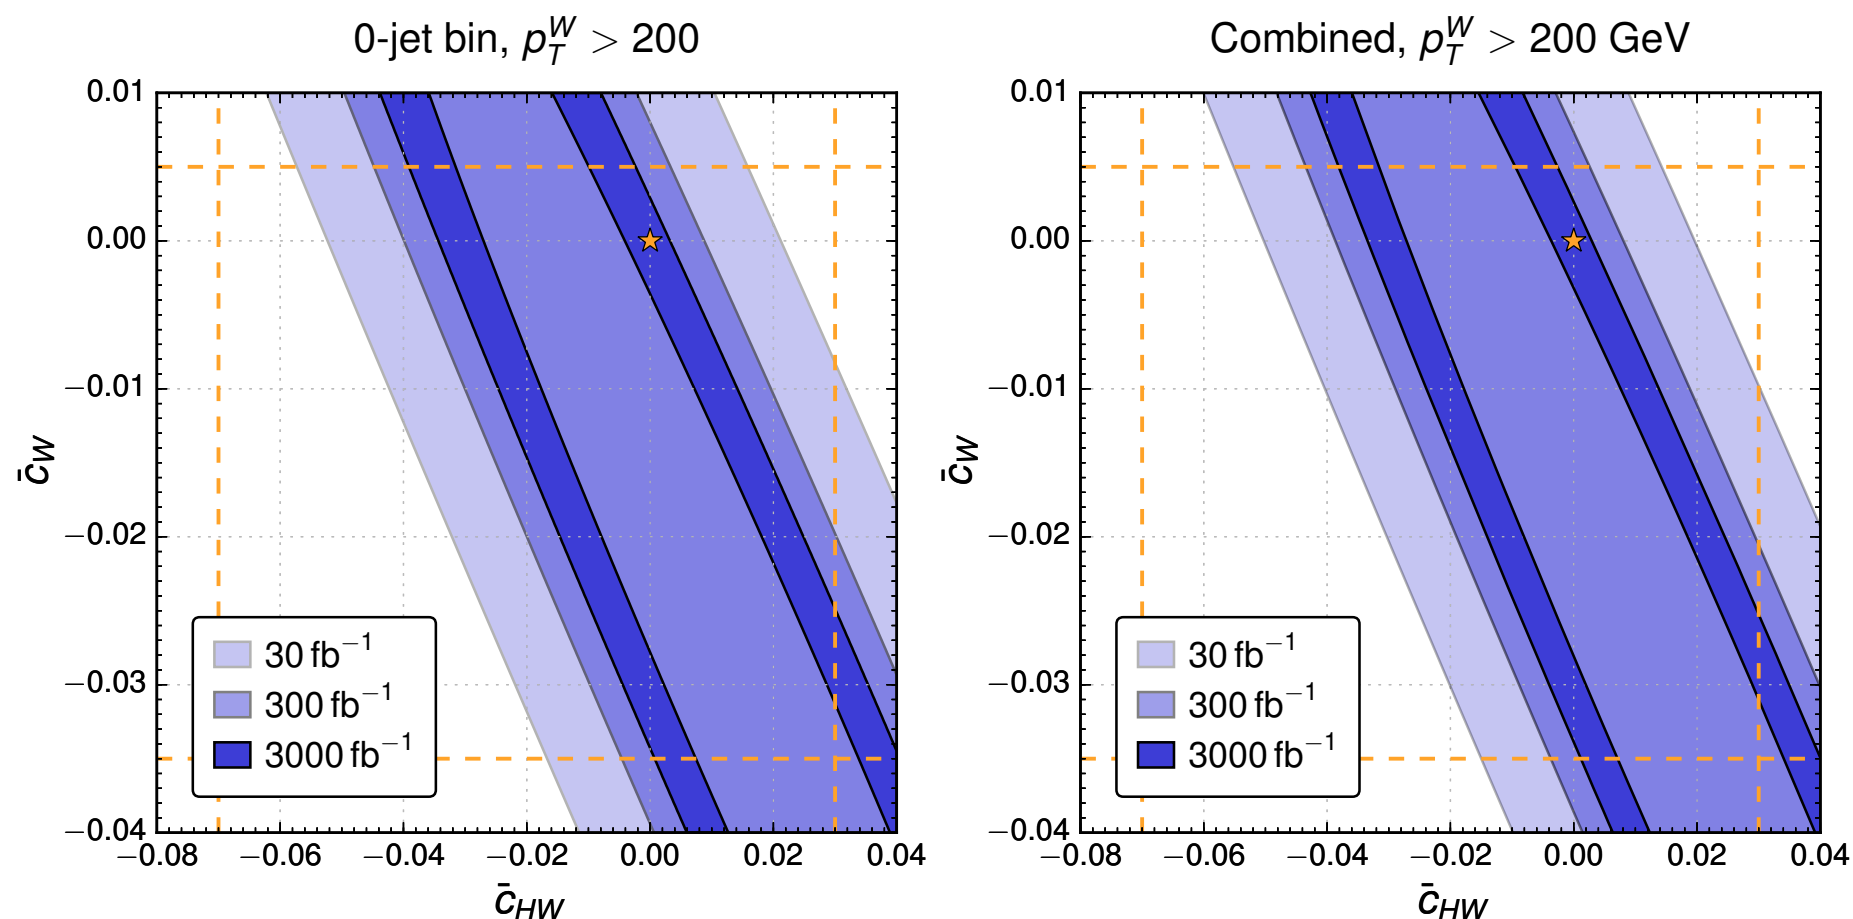 0-jet bin, p_T^W > 200
0.01
0.00
−0.01
−0.02
−0.03
−0.04
c̄_W
30 fb⁻¹
300 fb⁻¹
3000 fb⁻¹
−0.08 −0.06 −0.04 −0.02 0.00 0.02 0.04
c̄_HW
Combined, p_T^W > 200 GeV
0.01
0.00
−0.01
−0.02
−0.03
−0.04
c̄_W
30 fb⁻¹
300 fb⁻¹
3000 fb⁻¹
−0.08 −0.06 −0.04 −0.02 0.00 0.02 0.04
c̄_HW